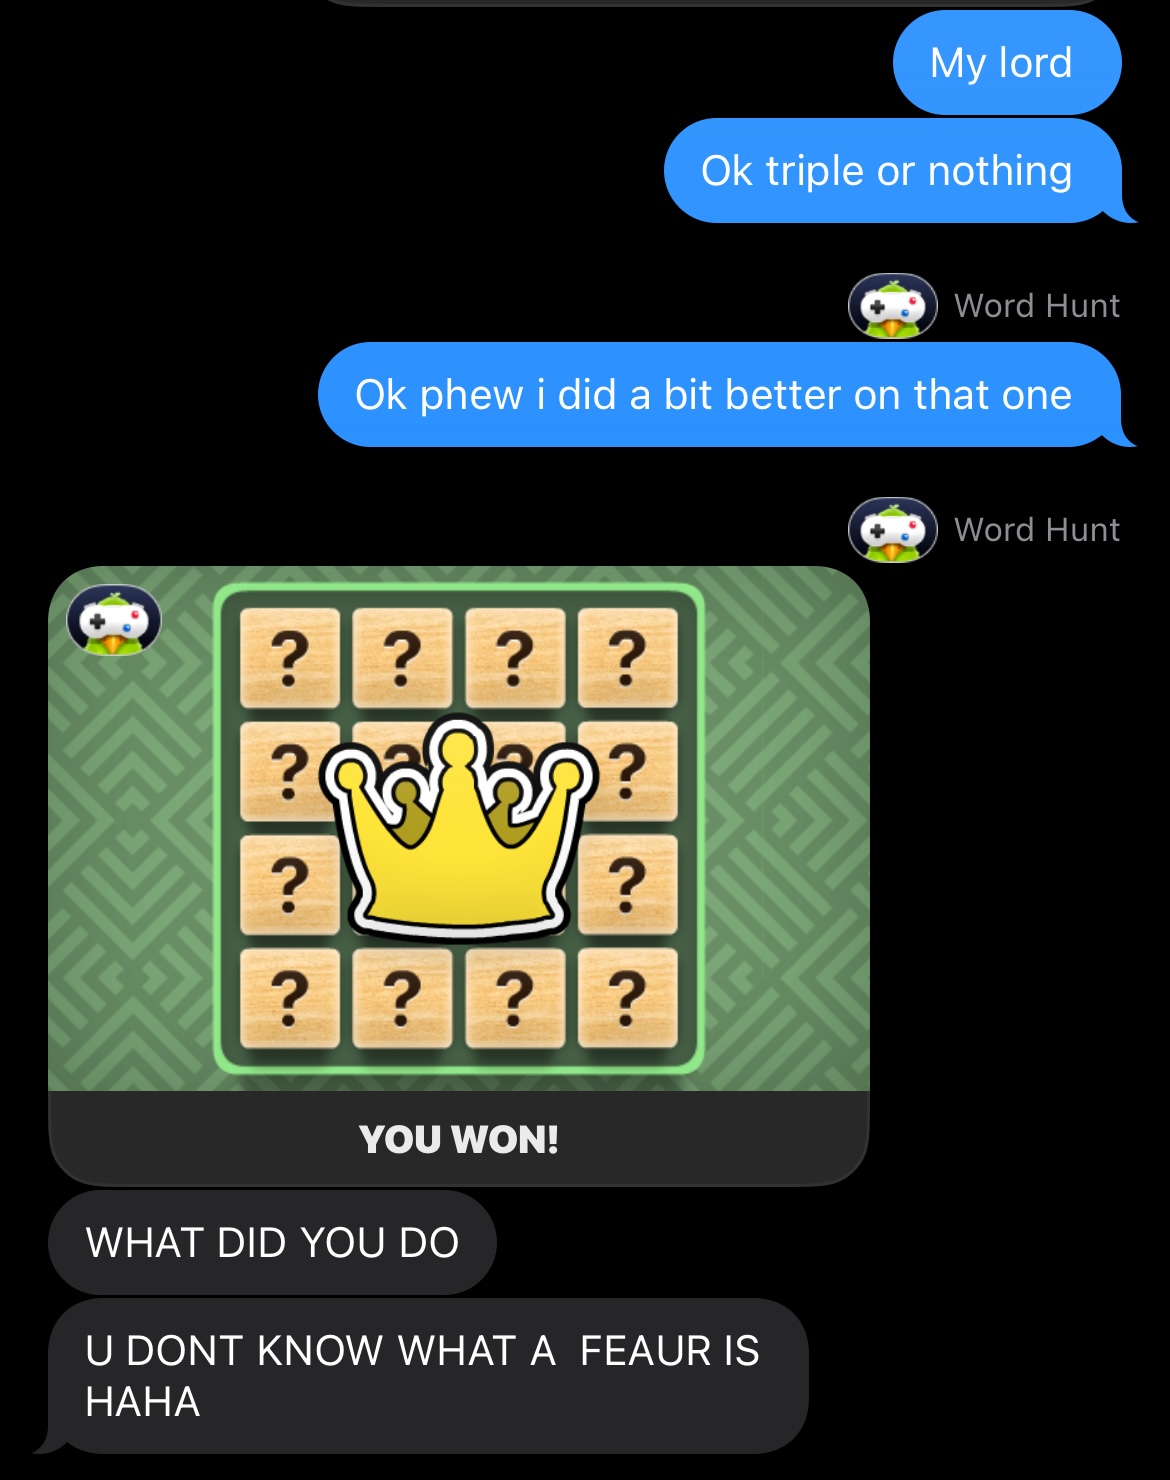 My lord
Ok triple or nothing
Word Hunt
Ok phew i did a bit better on that one
Word Hunt
? ? ? ?
? ? ? ?
? ?
? ? ? ?
YOU WON!
WHAT DID YOU DO
U DONT KNOW WHAT A  FEAUR IS
HAHA